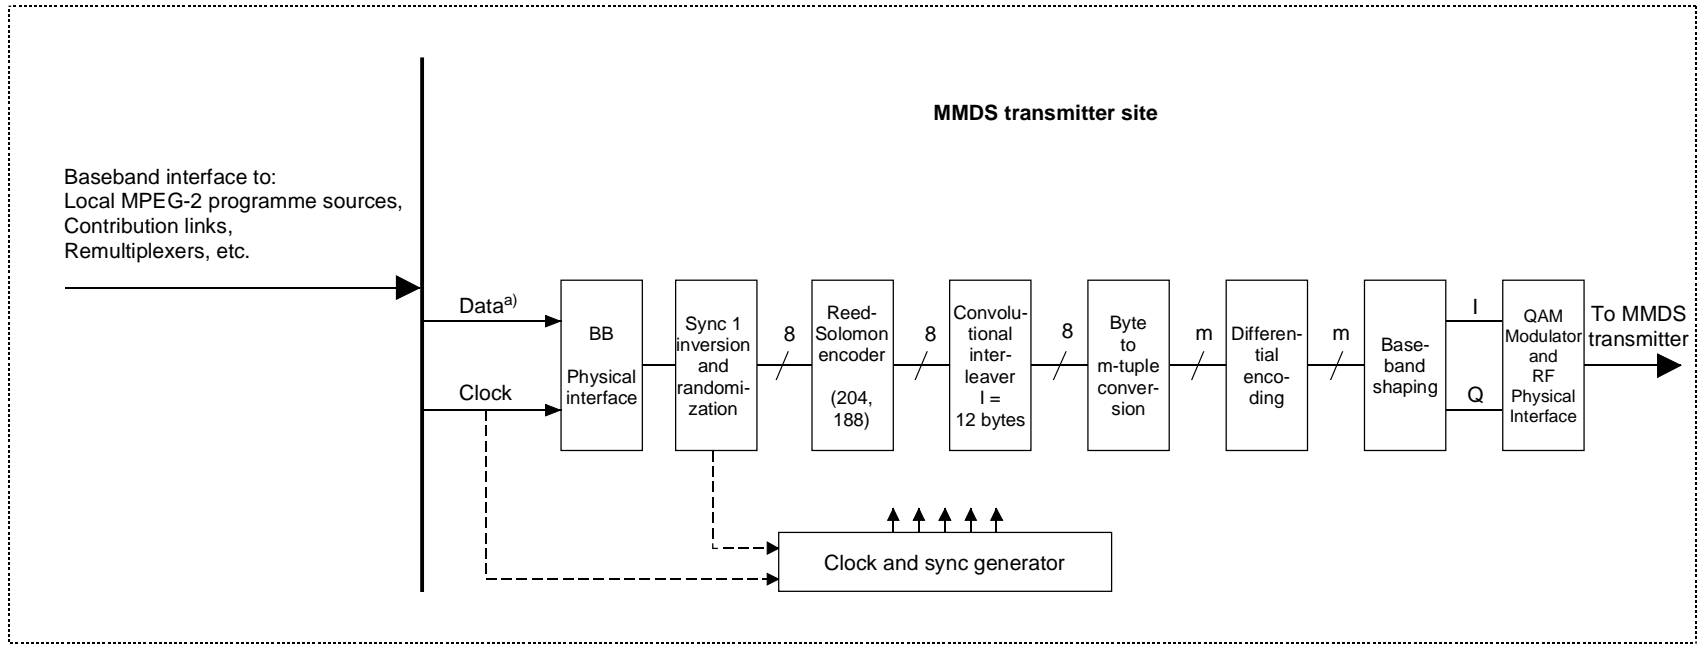 MMDS transmitter site
Baseband interface to:
Local MPEG-2 programme sources,
Contribution links,
Remultiplexers, etc.
Data a)
Clock
BB
Physical
interface
Sync 1
inversion
and
randomi-
zation
8
Reed-
Solomon
encoder
(204,
188)
8
Convolu-
tional
inter-
leaver
I =
12 bytes
8
Byte
to
m-tuple
conver-
sion
m
Differen-
tial
enco-
ding
m
Base-
band
shaping
I
Q
QAM
Modulator
and
RF
Physical
Interface
To MMDS
transmitter
Clock and sync generator